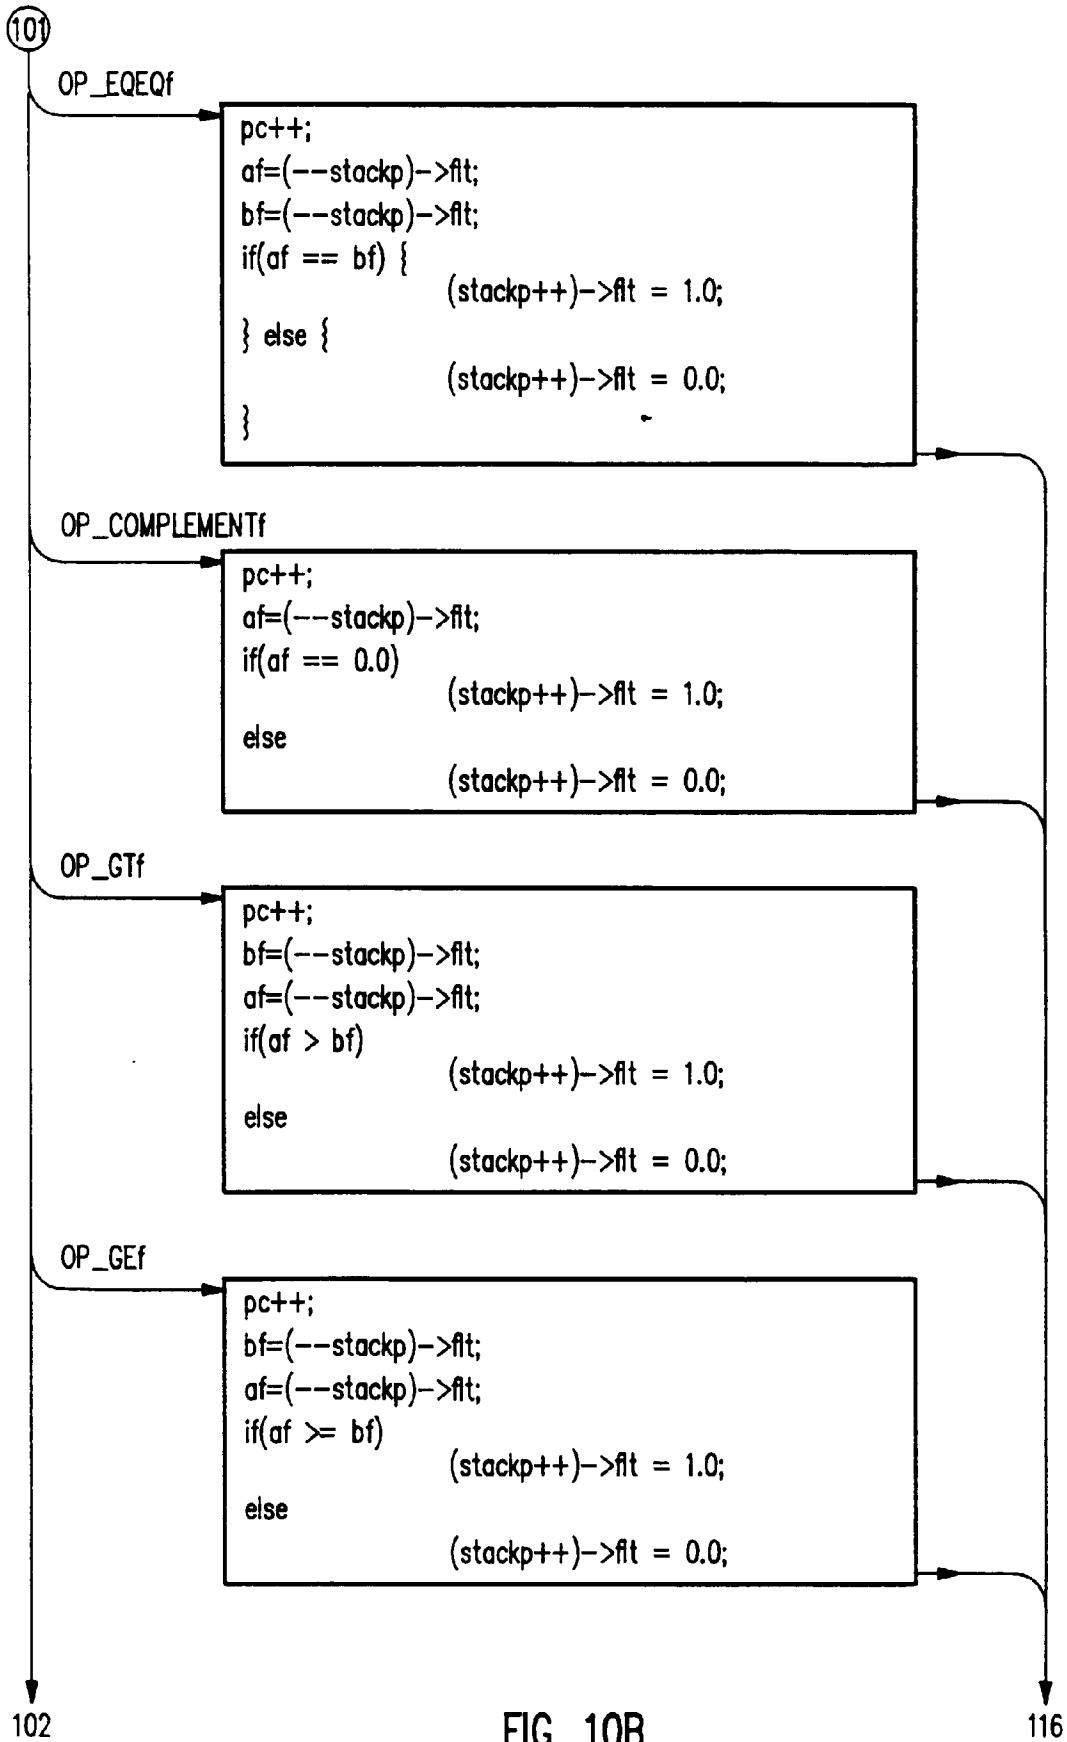 101
OP_EQEQf
pc++;
af=(--stackp)->flt;
bf=(--stackp)->flt;
if(af == bf) {
(stackp++)->flt = 1.0;
} else {
(stackp++)->flt = 0.0;
}
OP_COMPLEMENTf
pc++;
af=(--stackp)->flt;
if(af == 0.0)
(stackp++)->flt = 1.0;
else
(stackp++)->flt = 0.0;
OP_GTf
pc++;
bf=(--stackp)->flt;
af=(--stackp)->flt;
if(af > bf)
(stackp++)->flt = 1.0;
else
(stackp++)->flt = 0.0;
OP_GEf
pc++;
bf=(--stackp)->flt;
af=(--stackp)->flt;
if(af >= bf)
(stackp++)->flt = 1.0;
else
(stackp++)->flt = 0.0;
102
FIG. 10B
116